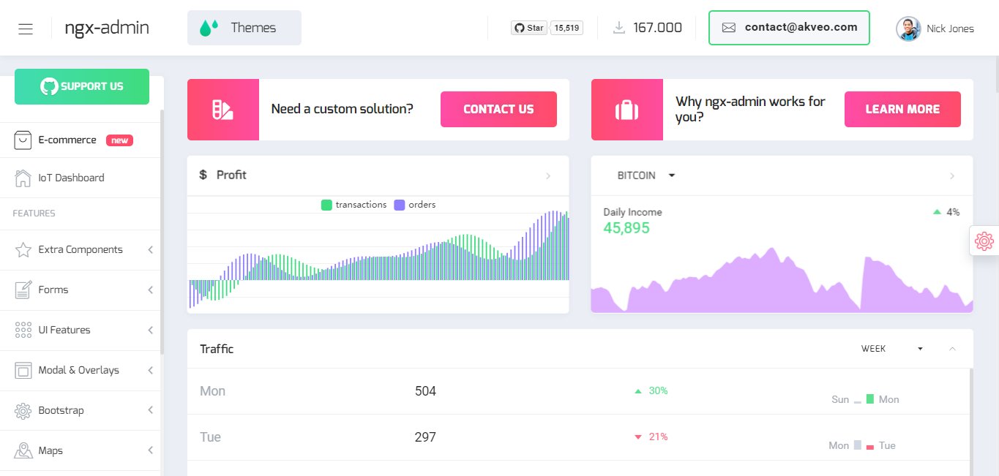 ngx-admin
Themes
Star
15,519
167.000
contact@akveo.com
Nick Jones
SUPPORT US
E-commerce new
IoT Dashboard
FEATURES
Extra Components
Forms
UI Features
Modal & Overlays
Bootstrap
Maps
Need a custom solution?
CONTACT US
Why ngx-admin works for
you?
LEARN MORE
$ Profit
transactions orders
BITCOIN
Daily Income
4%
45,895
Traffic
WEEK
Mon 504 30% Sun Mon
Tue 297 21% Mon Tue